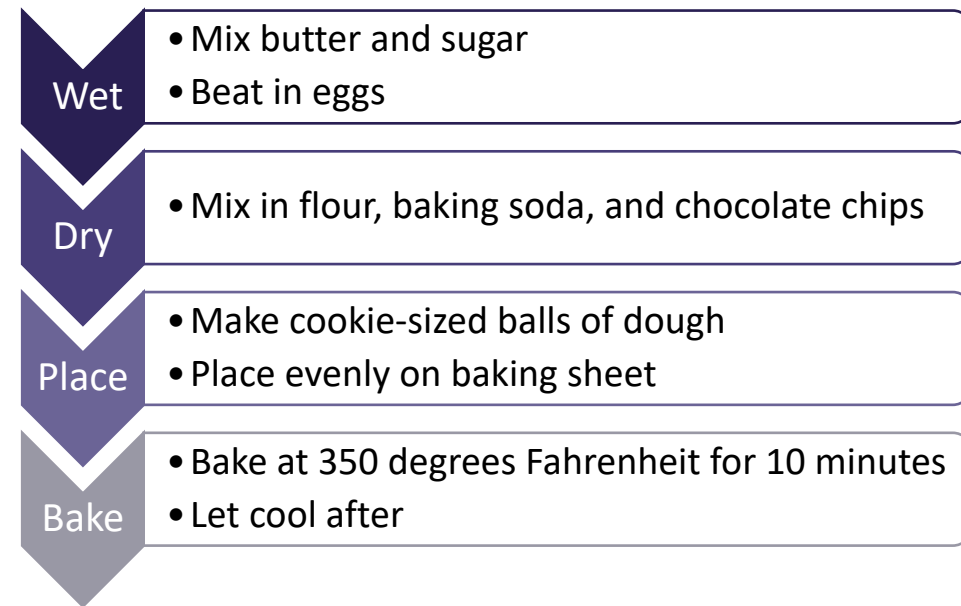 Wet
• Mix butter and sugar
• Beat in eggs
Dry
• Mix in flour, baking soda, and chocolate chips
Place
• Make cookie-sized balls of dough
• Place evenly on baking sheet
Bake
• Bake at 350 degrees Fahrenheit for 10 minutes
• Let cool after